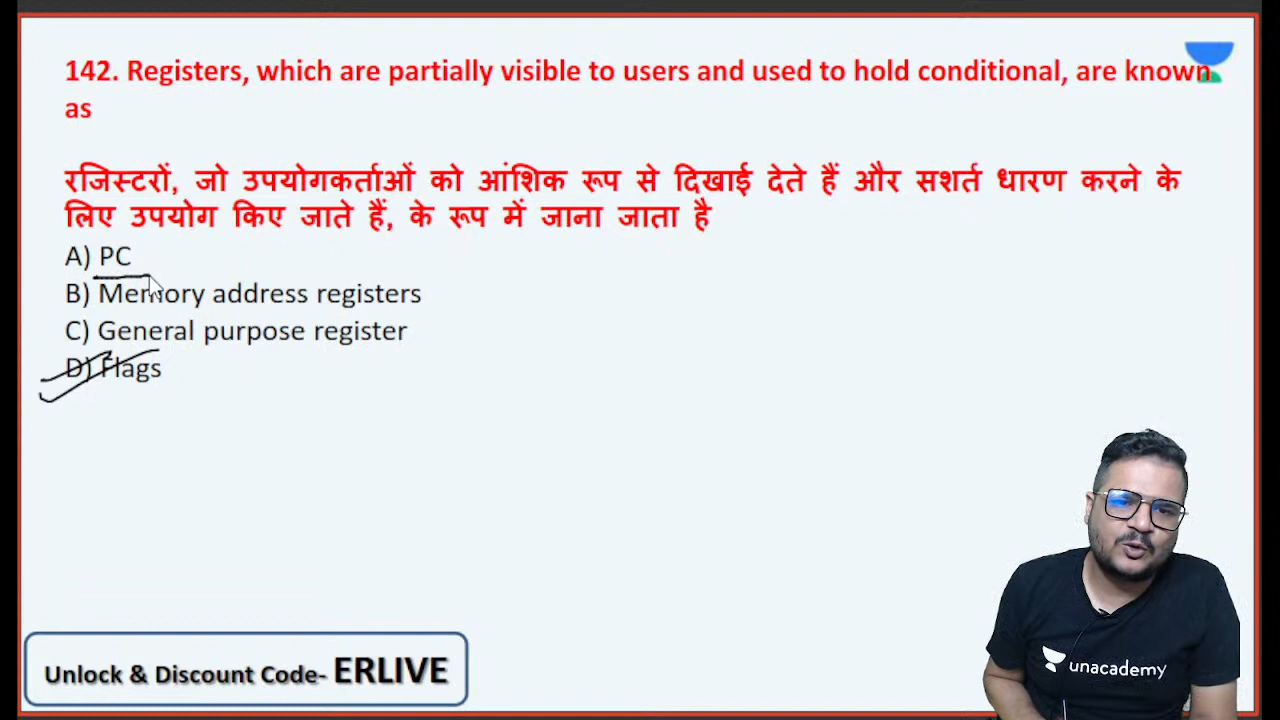 142. Registers, which are partially visible to users and used to hold conditional, are known
as
रजिस्टरों, जो उपयोगकर्ताओं को आंशिक रूप से दिखाई देते हैं और सशर्त धारण करने के
लिए उपयोग किए जाते हैं, के रूप में जाना जाता है
A) PC
B) Memory address registers
C) General purpose register
D) Flags
Unlock & Discount Code- ERLIVE
unacademy